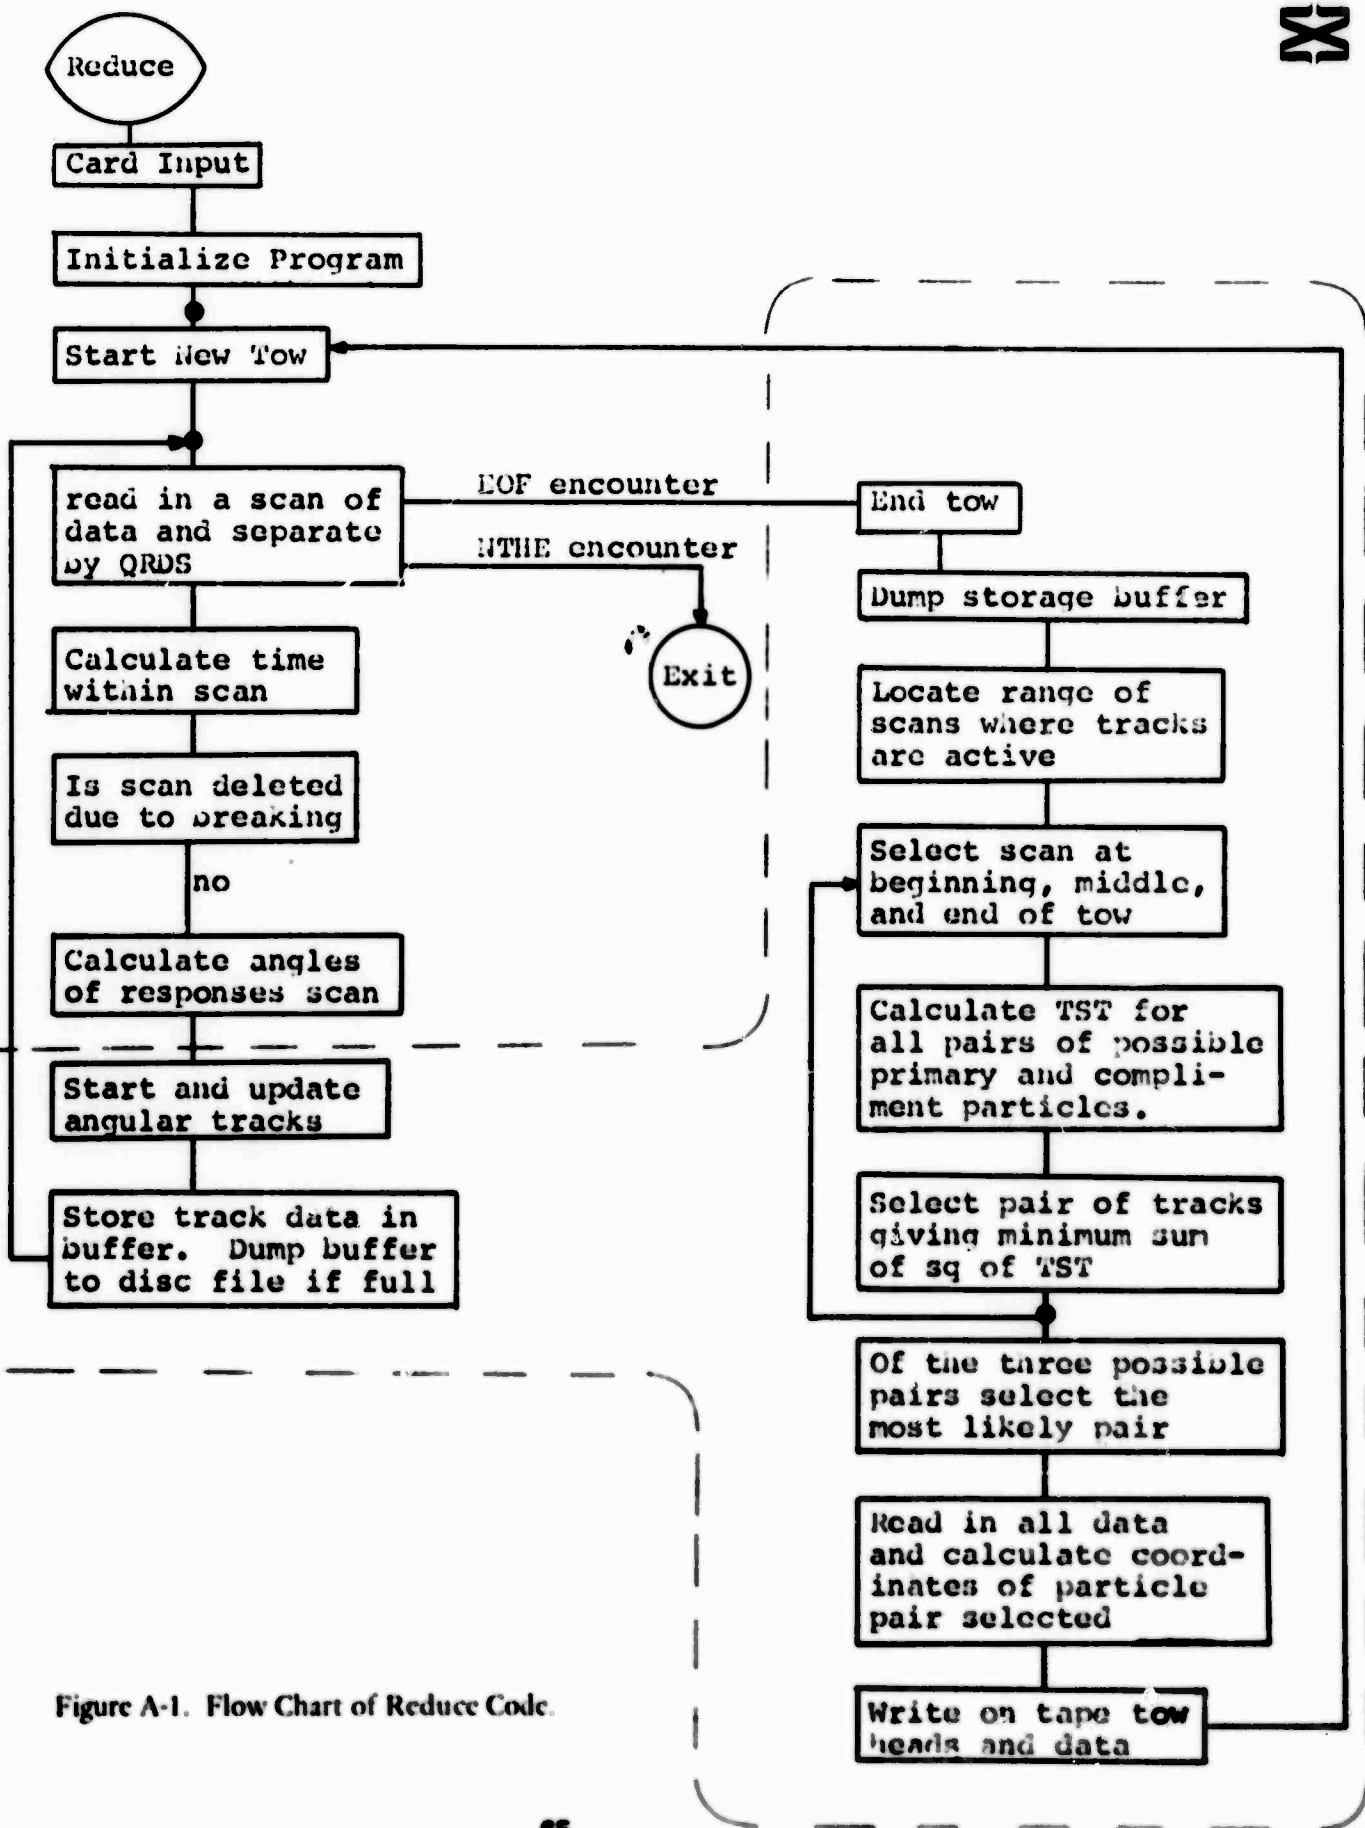 Reduce
Card Input
Initialize Program
Start New Tow
read in a scan of
data and separate
by QRDS
EOF encounter
NTHE encounter
Exit
Calculate time
within scan
Is scan deleted
due to breaking
no
Calculate angles
of responses scan
Start and update
angular tracks
Store track data in
buffer. Dump buffer
to disc file if full
End tow
Dump storage buffer
Locate range of
scans where tracks
are active
Select scan at
beginning, middle,
and end of tow
Calculate TST for
all pairs of possible
primary and compli-
ment particles.
Select pair of tracks
giving minimum sum
of sq of TST
Of the three possible
pairs select the
most likely pair
Read in all data
and calculate coord-
inates of particle
pair selected
Write on tape tow
heads and data
Figure A-1. Flow Chart of Reduce Code.